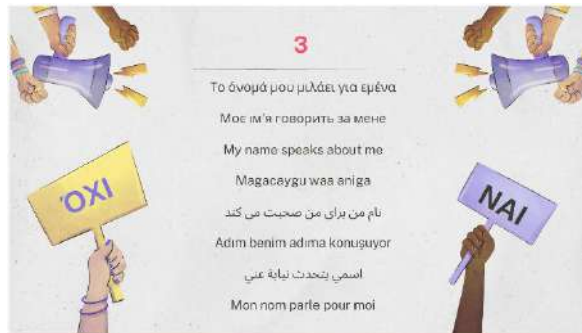 3
Το όνομά μου μιλάει για εμένα
Моє ім'я говорить за мене
My name speaks about me
Magacaygu waa aniga
نام من برای من صحبت می کند
Adım benim adıma konuşuyor
اسمي يتحدث نيابة عني
Mon nom parle pour moi
ΌΧΙ
ΝΑΙ